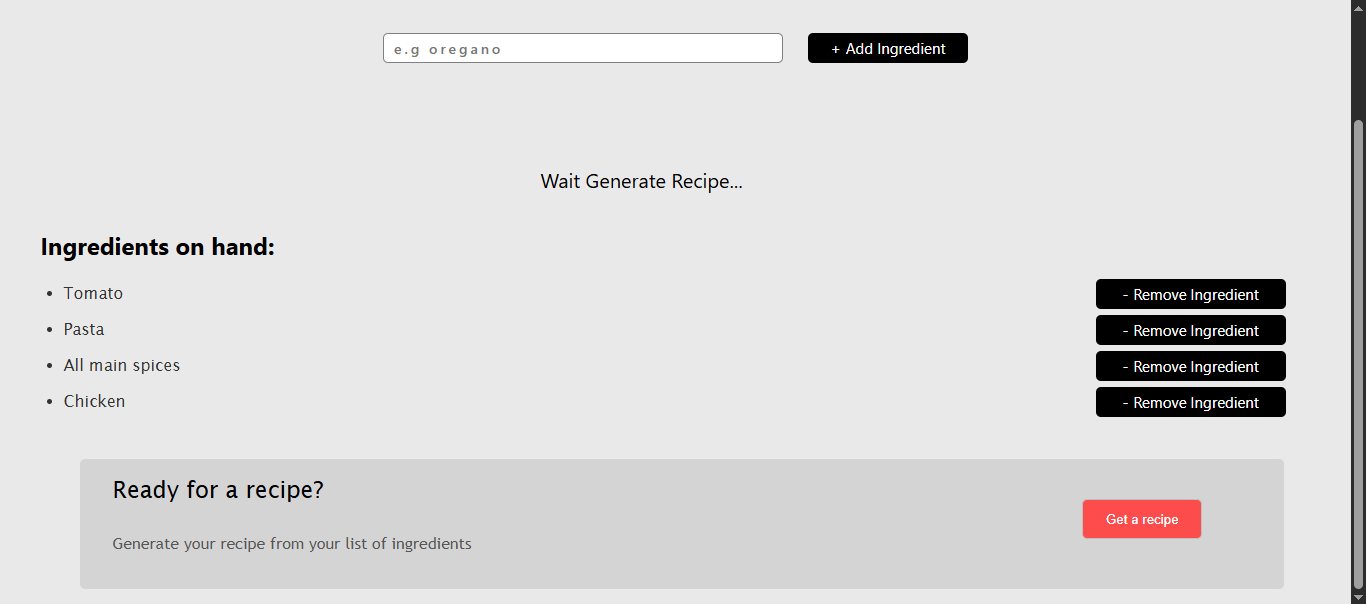 e.g oregano
+ Add Ingredient
Wait Generate Recipe...
Ingredients on hand:
• Tomato
- Remove Ingredient
• Pasta
- Remove Ingredient
• All main spices
- Remove Ingredient
• Chicken
- Remove Ingredient
Ready for a recipe?
Generate your recipe from your list of ingredients
Get a recipe